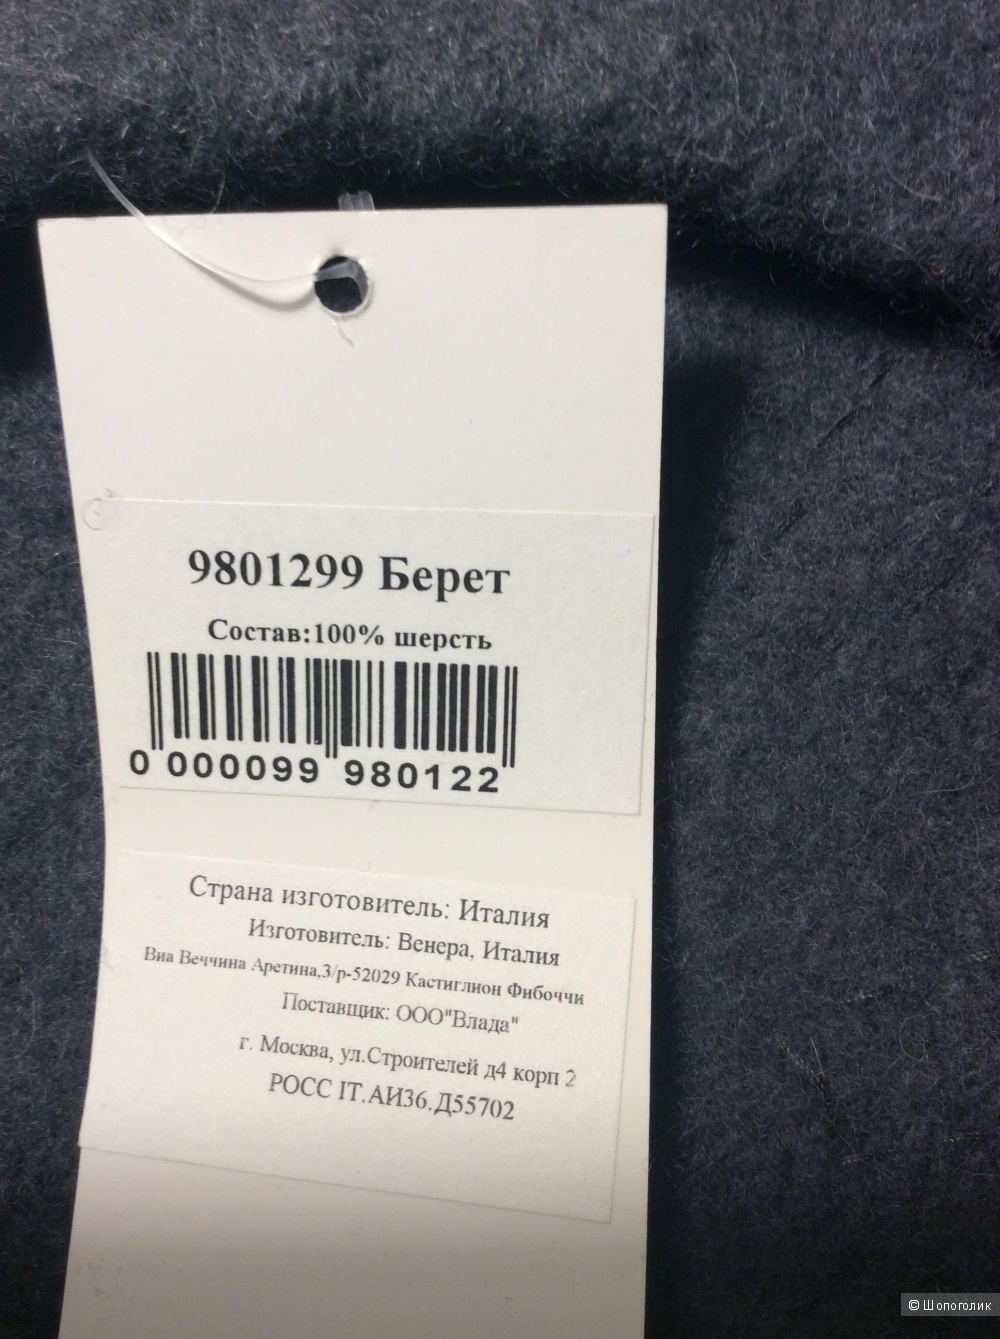 9801299 Берет
Состав:100% шерсть
0 000099 980122
Страна изготовитель: Италия
Изготовитель: Венера, Италия
Виа Веччина Аретина,3/р-52029 Кастиглион Фибоччи
Поставщик: ООО"Влада"
г. Москва, ул.Строителей д4 корп 2
РОСС IT.АИ36.Д55702
© Шопоголик